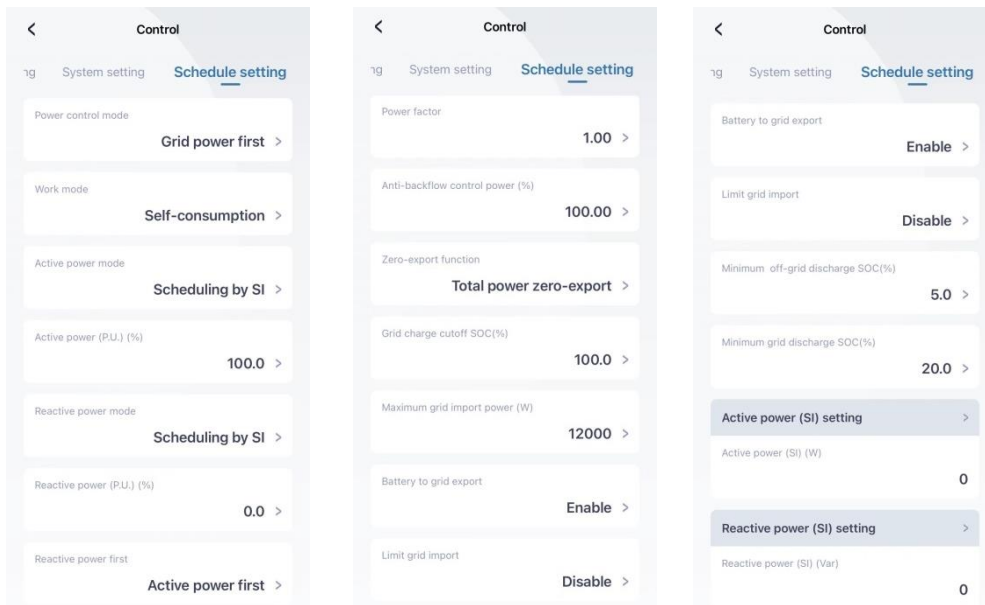 Control
ng System setting Schedule setting
Power control mode
Grid power first >
Work mode
Self-consumption >
Active power mode
Scheduling by SI >
Active power (P.U.) (%)
100.0 >
Reactive power mode
Scheduling by SI >
Reactive power (P.U.) (%)
0.0 >
Reactive power first
Active power first >
Control
ng System setting Schedule setting
Power factor
1.00 >
Anti-backflow control power (%)
100.00 >
Zero-export function
Total power zero-export >
Grid charge cutoff SOC(%)
100.0 >
Maximum grid import power (W)
12000 >
Battery to grid export
Enable >
Limit grid import
Disable >
Control
ng System setting Schedule setting
Battery to grid export
Enable >
Limit grid import
Disable >
Minimum off-grid discharge SOC(%)
5.0 >
Minimum grid discharge SOC(%)
20.0 >
Active power (SI) setting >
Active power (SI) (W)
0
Reactive power (SI) setting >
Reactive power (SI) (Var)
0